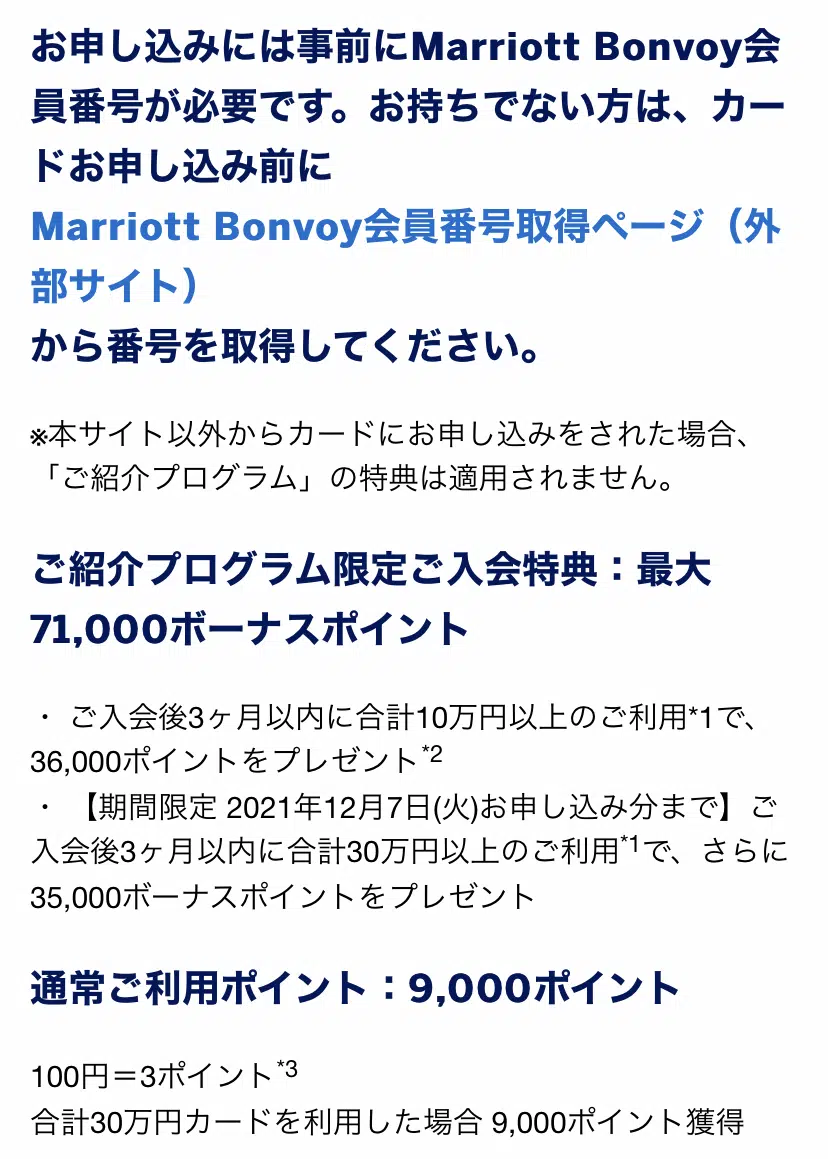 お申し込みには事前にMarriott Bonvoy会
員番号が必要です。お持ちでない方は、カー
ドお申し込み前に
Marriott Bonvoy会員番号取得ページ（外
部サイト）
から番号を取得してください。
※本サイト以外からカードにお申し込みをされた場合、
「ご紹介プログラム」の特典は適用されません。
ご紹介プログラム限定ご入会特典：最大
71,000ボーナスポイント
・ ご入会後3ヶ月以内に合計10万円以上のご利用*1で、
36,000ポイントをプレゼント*2
・ 【期間限定 2021年12月7日(火)お申し込み分まで】ご
入会後3ヶ月以内に合計30万円以上のご利用*1で、さらに
35,000ボーナスポイントをプレゼント
通常ご利用ポイント：9,000ポイント
100円＝3ポイント*3
合計30万円カードを利用した場合 9,000ポイント獲得